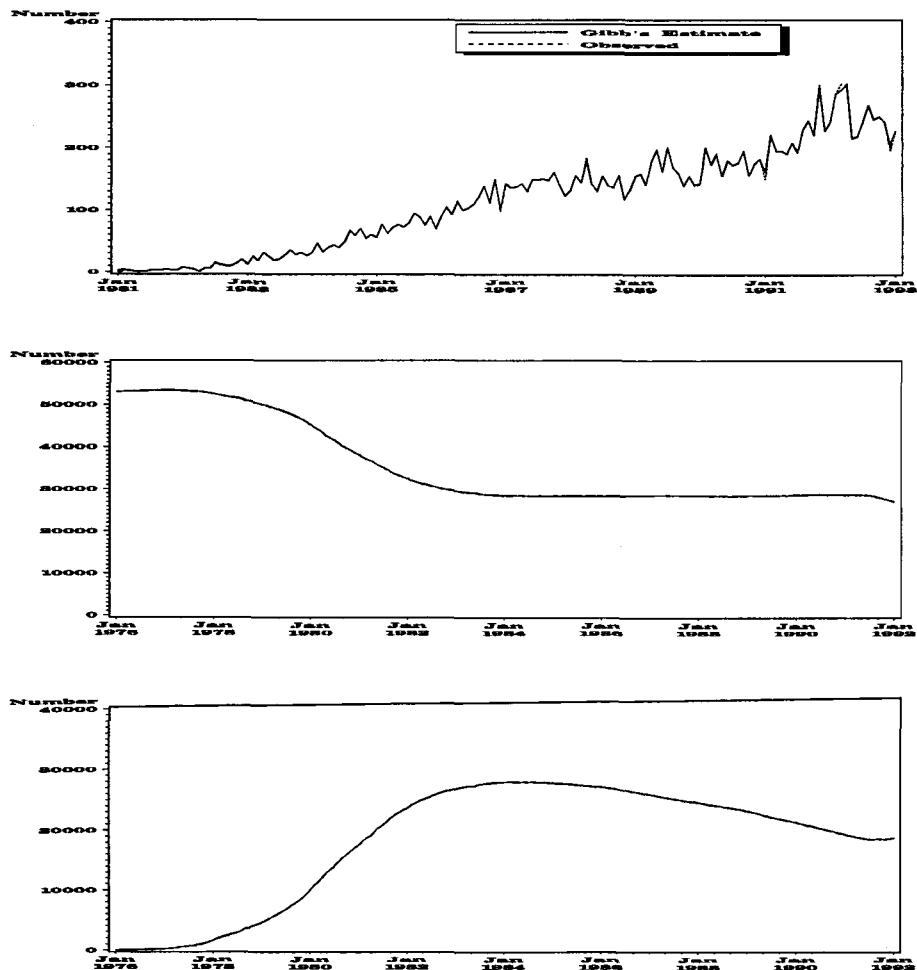 Number
400
Gibb's Estimate
Observed
300
200
100
0
Jan Jan Jan Jan Jan Jan Jan
1981 1983 1985 1987 1989 1991 1993
Number
60000
50000
40000
30000
20000
10000
0
Jan Jan Jan Jan Jan Jan Jan Jan Jan
1976 1978 1980 1982 1984 1986 1988 1990 1992
Number
40000
30000
20000
10000
0
Jan Jan Jan Jan Jan Jan Jan Jan Jan
1976 1978 1980 1982 1984 1986 1988 1990 1992